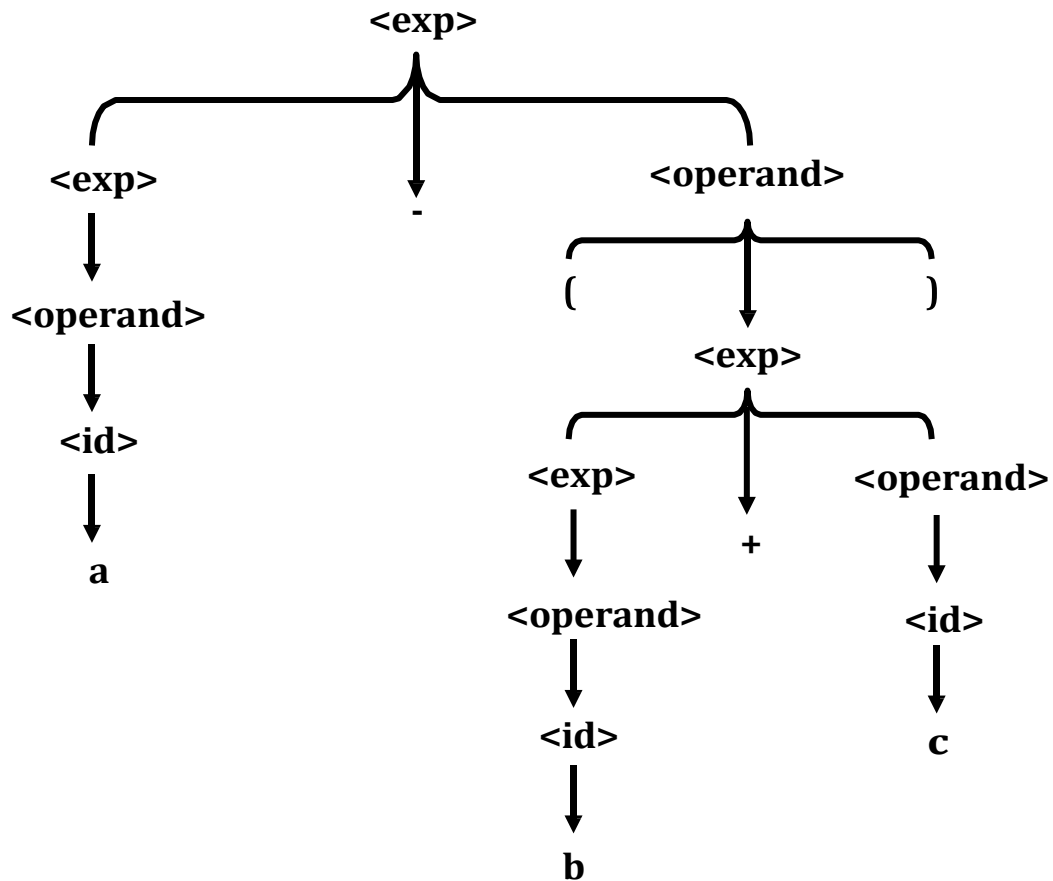 <exp>
<exp> - <operand>
( )
<operand>
<exp>
<id>
<exp> + <operand>
a
<operand> <id>
<id> c
b